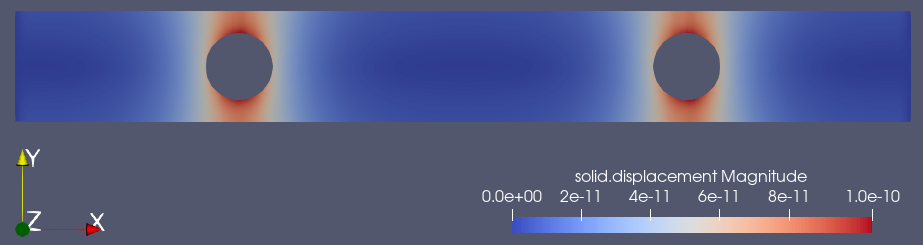 Y
Z X
solid.displacement Magnitude
0.0e+00 2e-11 4e-11 6e-11 8e-11 1.0e-10